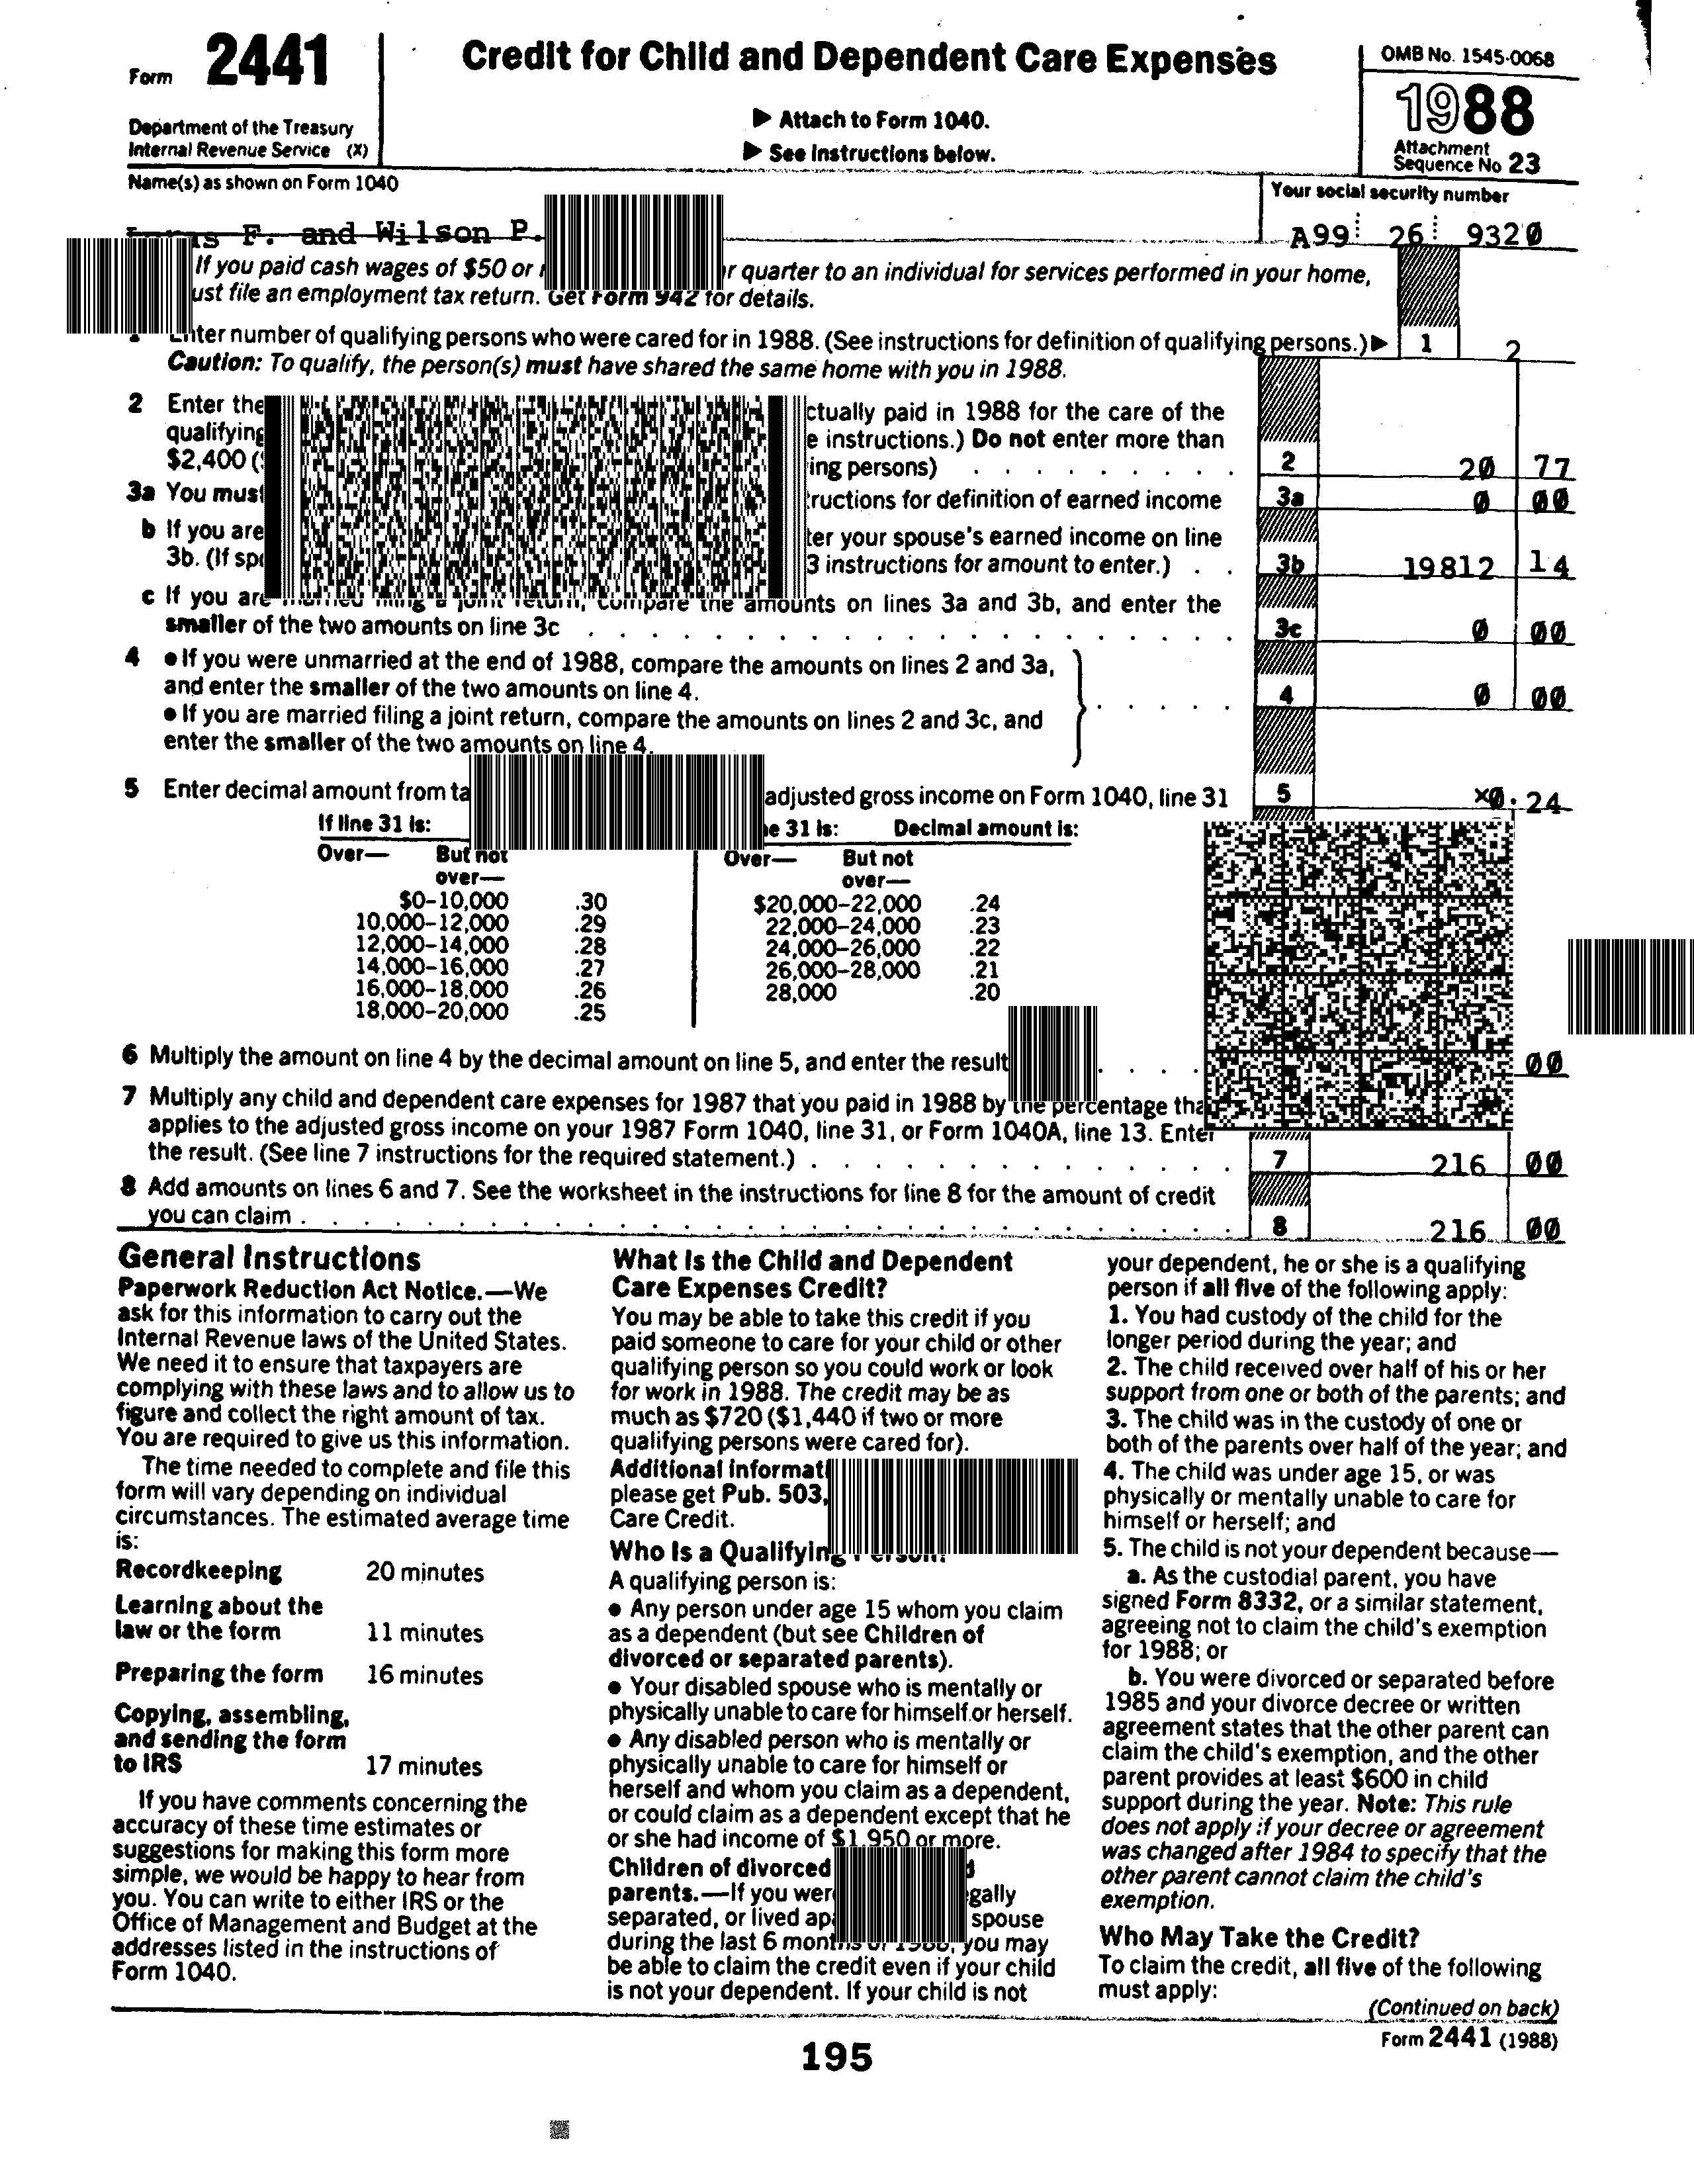 Form 2441
Credit for Child and Dependent Care Expenses
OMB No. 1545-0068
1988
Department of the Treasury
Internal Revenue Service (X)
▶ Attach to Form 1040.
▶ See Instructions below.
Attachment
Sequence No 23
Name(s) as shown on Form 1040
Your social security number
F. and Wilson P.
A99 26 9320
If you paid cash wages of $50 or r quarter to an individual for services performed in your home,
ust file an employment tax return. Get Form 942 for details.
Enter number of qualifying persons who were cared for in 1988. (See instructions for definition of qualifying persons.) ▶ 1 2
Caution: To qualify, the person(s) must have shared the same home with you in 1988.
2 Enter the ctually paid in 1988 for the care of the
qualifying e instructions.) Do not enter more than
$2,400 ( ing persons) . . . . . . . . . 2 20 77
3a You must ructions for definition of earned income 3a 0 00
b If you are ter your spouse's earned income on line
3b. (If spo 3 instructions for amount to enter.) . . 3b 19812 14
c If you are married filing a joint return, compare the amounts on lines 3a and 3b, and enter the
smaller of the two amounts on line 3c . . . . . . . . . . . . . . . . . . . . 3c 0 00
4 ● If you were unmarried at the end of 1988, compare the amounts on lines 2 and 3a,
and enter the smaller of the two amounts on line 4.
● If you are married filing a joint return, compare the amounts on lines 2 and 3c, and
enter the smaller of the two amounts on line 4. . . . . . 4 0 00
5 Enter decimal amount from ta adjusted gross income on Form 1040, line 31 5 ×0.24
If line 31 is: e 31 is: Decimal amount is:
Over— But not over— Over— But not over—
$0–10,000 .30 $20,000–22,000 .24
10,000–12,000 .29 22,000–24,000 .23
12,000–14,000 .28 24,000–26,000 .22
14,000–16,000 .27 26,000–28,000 .21
16,000–18,000 .26 28,000 .20
18,000–20,000 .25
6 Multiply the amount on line 4 by the decimal amount on line 5, and enter the result . . . . 00
7 Multiply any child and dependent care expenses for 1987 that you paid in 1988 by the percentage tha
applies to the adjusted gross income on your 1987 Form 1040, line 31, or Form 1040A, line 13. Enter
the result. (See line 7 instructions for the required statement.) . . . . . . . . . . . . . . 7 216 00
8 Add amounts on lines 6 and 7. See the worksheet in the instructions for line 8 for the amount of credit
you can claim . . . . . . . . . . . . . . . . . . . . . . . . . . . . . 8 216 00
General Instructions
Paperwork Reduction Act Notice.—We
ask for this information to carry out the
Internal Revenue laws of the United States.
We need it to ensure that taxpayers are
complying with these laws and to allow us to
figure and collect the right amount of tax.
You are required to give us this information.
The time needed to complete and file this
form will vary depending on individual
circumstances. The estimated average time
is:
Recordkeeping 20 minutes
Learning about the
law or the form 11 minutes
Preparing the form 16 minutes
Copying, assembling,
and sending the form
to IRS 17 minutes
If you have comments concerning the
accuracy of these time estimates or
suggestions for making this form more
simple, we would be happy to hear from
you. You can write to either IRS or the
Office of Management and Budget at the
addresses listed in the instructions of
Form 1040.
What Is the Child and Dependent
Care Expenses Credit?
You may be able to take this credit if you
paid someone to care for your child or other
qualifying person so you could work or look
for work in 1988. The credit may be as
much as $720 ($1,440 if two or more
qualifying persons were cared for).
Additional Informat
please get Pub. 503,
Care Credit.
Who Is a Qualifying Person?
A qualifying person is:
● Any person under age 15 whom you claim
as a dependent (but see Children of
divorced or separated parents).
● Your disabled spouse who is mentally or
physically unable to care for himself or herself.
● Any disabled person who is mentally or
physically unable to care for himself or
herself and whom you claim as a dependent,
or could claim as a dependent except that he
or she had income of $1,950 or more.
Children of divorced
parents.—If you wer gally
separated, or lived ap spouse
during the last 6 months of 1988, you may
be able to claim the credit even if your child
is not your dependent. If your child is not
your dependent, he or she is a qualifying
person if all five of the following apply:
1. You had custody of the child for the
longer period during the year; and
2. The child received over half of his or her
support from one or both of the parents; and
3. The child was in the custody of one or
both of the parents over half of the year; and
4. The child was under age 15, or was
physically or mentally unable to care for
himself or herself; and
5. The child is not your dependent because—
a. As the custodial parent, you have
signed Form 8332, or a similar statement,
agreeing not to claim the child's exemption
for 1988; or
b. You were divorced or separated before
1985 and your divorce decree or written
agreement states that the other parent can
claim the child's exemption, and the other
parent provides at least $600 in child
support during the year. Note: This rule
does not apply if your decree or agreement
was changed after 1984 to specify that the
other parent cannot claim the child's
exemption.
Who May Take the Credit?
To claim the credit, all five of the following
must apply:
(Continued on back)
Form 2441 (1988)
195